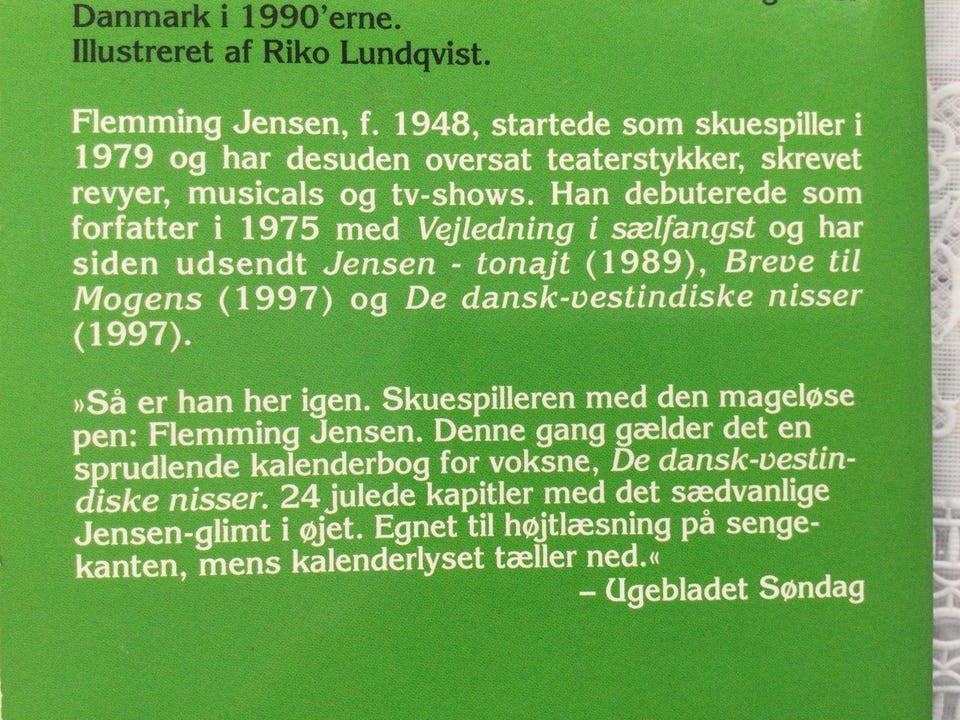 Danmark i 1990'erne.
Illustreret af Riko Lundqvist.
Flemming Jensen, f. 1948, startede som skuespiller i
1979 og har desuden oversat teaterstykker, skrevet
revyer, musicals og tv-shows. Han debuterede som
forfatter i 1975 med Vejledning i sælfangst og har
siden udsendt Jensen - tonajt (1989), Breve til
Mogens (1997) og De dansk-vestindiske nisser
(1997).
»Så er han her igen. Skuespilleren med den mageløse
pen: Flemming Jensen. Denne gang gælder det en
sprudlende kalenderbog for voksne, De dansk-vestin-
diske nisser. 24 julede kapitler med det sædvanlige
Jensen-glimt i øjet. Egnet til højtlæsning på senge-
kanten, mens kalenderlyset tæller ned.«
– Ugebladet Søndag